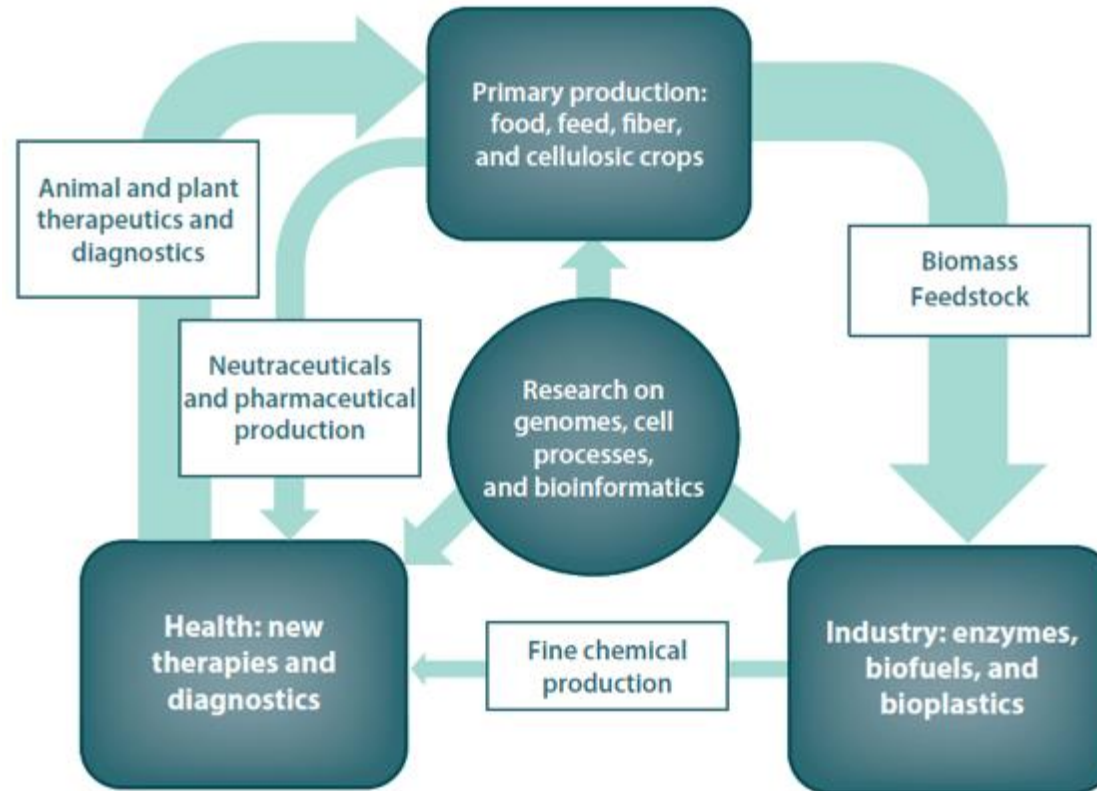 Primary production:
food, feed, fiber,
and cellulosic crops
Animal and plant
therapeutics and
diagnostics
Biomass
Feedstock
Neutraceuticals
and pharmaceutical
production
Research on
genomes, cell
processes,
and bioinformatics
Health: new
therapies and
diagnostics
Fine chemical
production
Industry: enzymes,
biofuels, and
bioplastics